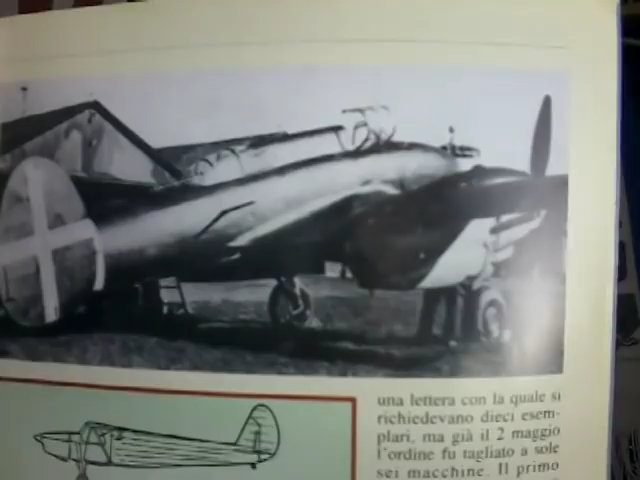 una lettera con la quale si
richiedevano dieci esem-
plari, ma già il 2 maggio
l'ordine fu tagliato a sole
sei macchine. Il primo